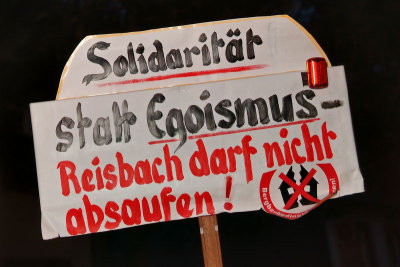 Solidarität
statt Egoismus-
Reisbach darf nicht
absaufen!